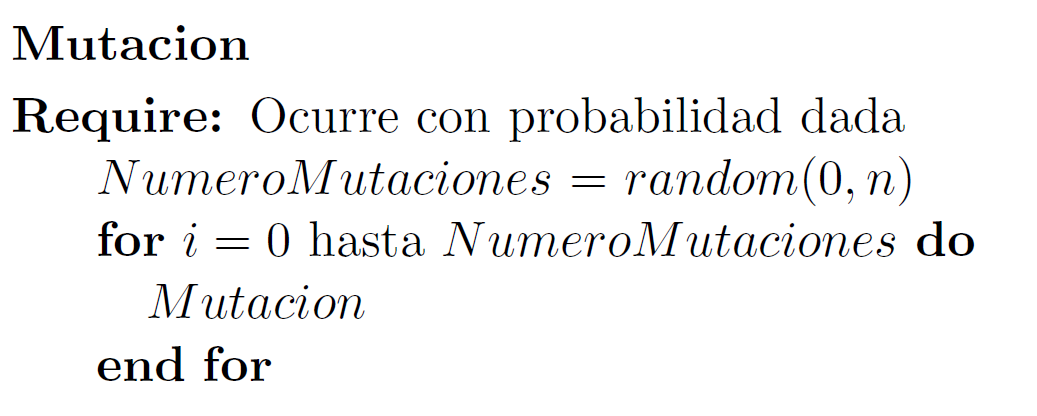 Mutacion
Require: Ocurre con probabilidad dada
NumeroMutaciones = random(0, n)
for i = 0 hasta NumeroMutaciones do
Mutacion
end for